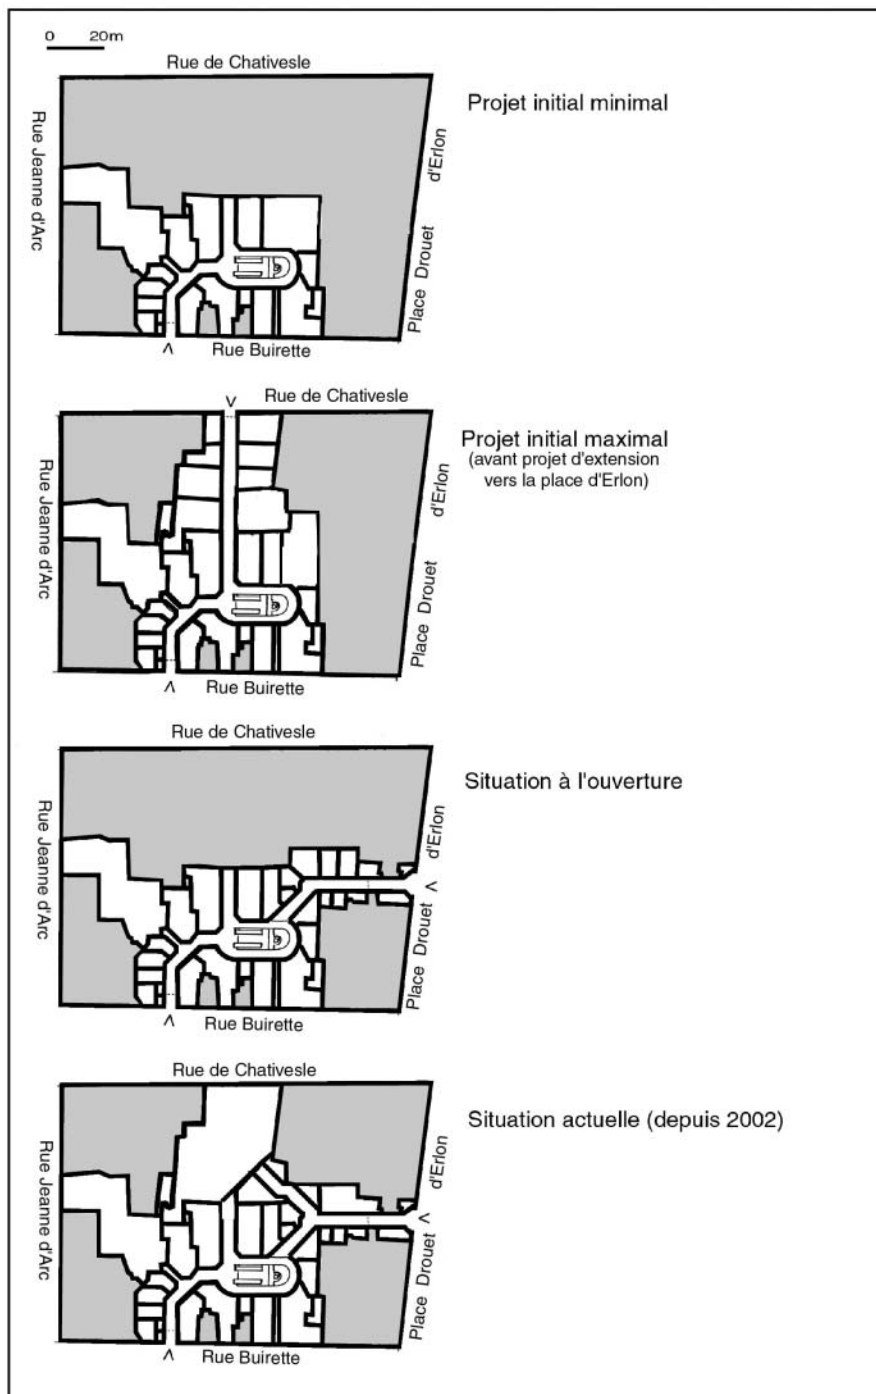 0 20m
Rue de Chativesle
Projet initial minimal
Rue Jeanne d'Arc
Place Drouet d'Erlon
Rue Buirette
Rue de Chativesle
Projet initial maximal
(avant projet d'extension
vers la place d'Erlon)
Rue Jeanne d'Arc
Place Drouet d'Erlon
Rue Buirette
Rue de Chativesle
Situation à l'ouverture
Rue Jeanne d'Arc
Place Drouet d'Erlon
Rue Buirette
Rue de Chativesle
Situation actuelle (depuis 2002)
Rue Jeanne d'Arc
Place Drouet d'Erlon
Rue Buirette